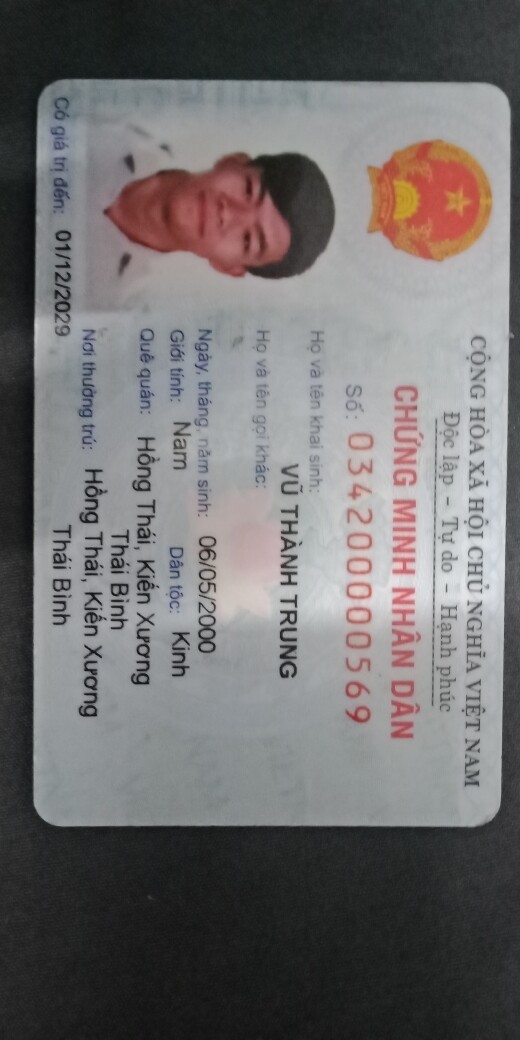 CỘNG HÒA XÃ HỘI CHỦ NGHĨA VIỆT NAM
Độc lập - Tự do - Hạnh phúc
CHỨNG MINH NHÂN DÂN
Số: 034200000569
Họ và tên khai sinh:
VŨ THÀNH TRUNG
Họ và tên gọi khác:
Ngày, tháng, năm sinh: 06/05/2000
Giới tính: Nam Dân tộc: Kinh
Quê quán: Hồng Thái, Kiến Xương
Thái Bình
Nơi thường trú: Hồng Thái, Kiến Xương
Thái Bình
Có giá trị đến: 01/12/2029